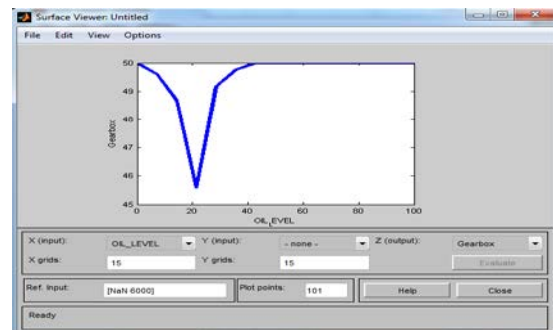 Surface Viewer: Untitled
File Edit View Options
50
49
48
47
46
45
Gearbox
0 20 40 60 80 100
OIL_LEVEL
X (input): OIL_LEVEL Y (input): - none - Z (output): Gearbox
X grids: 15 Y grids: 15 Evaluate
Ref. Input: [NaN 6000] Plot points: 101 Help Close
Ready